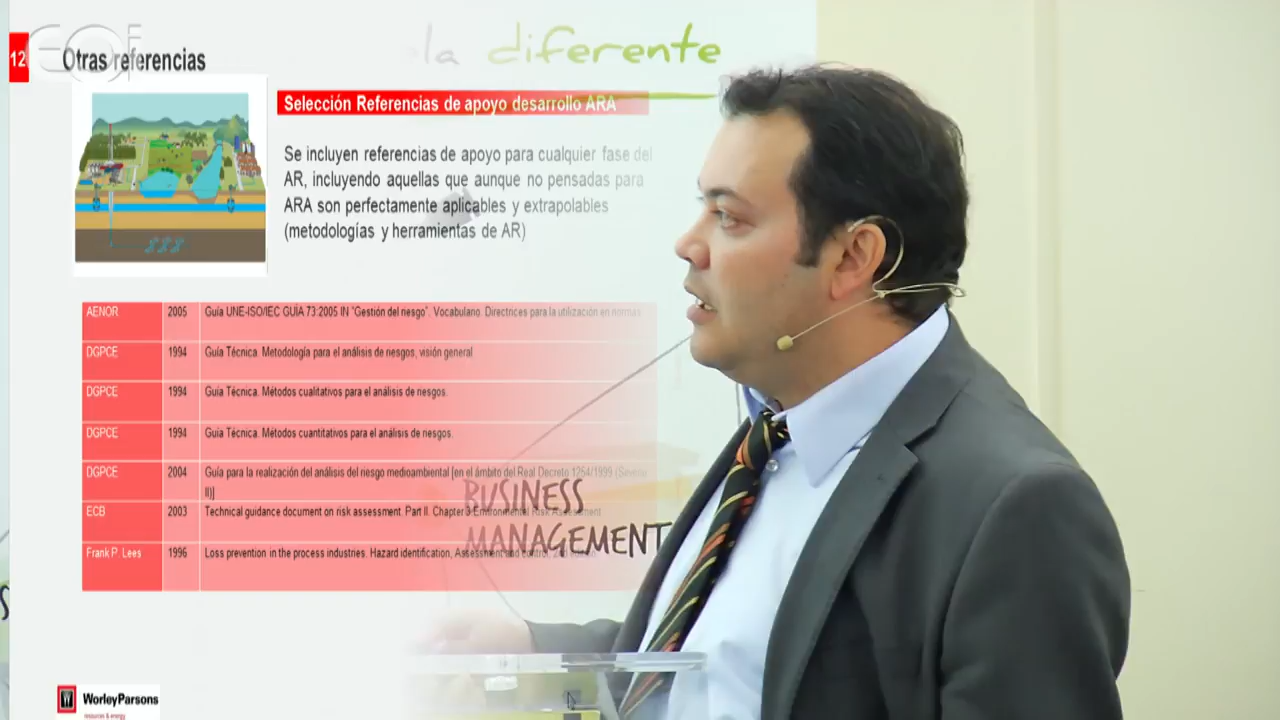 EOI
la diferente
12
Otras referencias
Selección Referencias de apoyo desarrollo ARA
Se incluyen referencias de apoyo para cualquier fase del
AR, incluyendo aquellas que aunque no pensadas para
ARA son perfectamente aplicables y extrapolables
(metodologías y herramientas de AR)
AENOR 2005 Guía UNE-ISO/IEC GUÍA 73:2005 IN "Gestión del riesgo". Vocabulario. Directrices para la utilización en normas
DGPCE 1994 Guía Técnica. Metodología para el análisis de riesgos, visión general
DGPCE 1994 Guía Técnica. Métodos cualitativos para el análisis de riesgos.
DGPCE 1994 Guía Técnica. Métodos cuantitativos para el análisis de riesgos.
DGPCE 2004 Guía para la realización del análisis del riesgo medioambiental [en el ámbito del Real Decreto 1254/1999 (Seveso
II)]
ECB 2003 Technical guidance document on risk assessment. Part II. Chapter 3 Environmental Risk Assessment
Frank P. Lees 1996 Loss prevention in the process industries. Hazard identification, Assessment and control, 2nd edition.
BUSINESS
MANAGEMENT
WorleyParsons
resources & energy